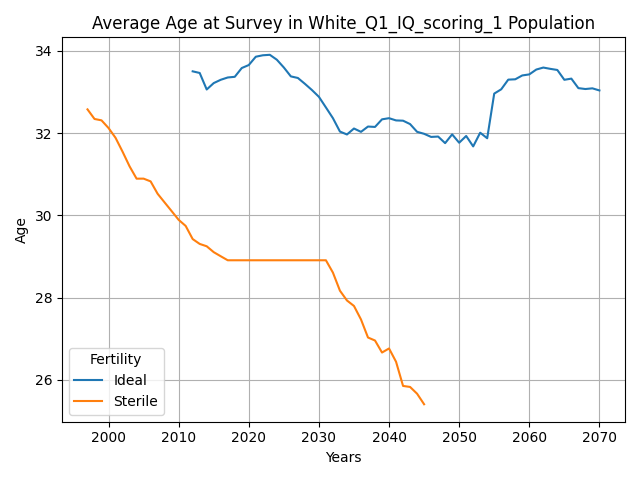 Average Age at Survey in White_Q1_IQ_scoring_1 Population
34
32
30
28
26
Age
Fertility
Ideal
Sterile
2000 2010 2020 2030 2040 2050 2060 2070
Years